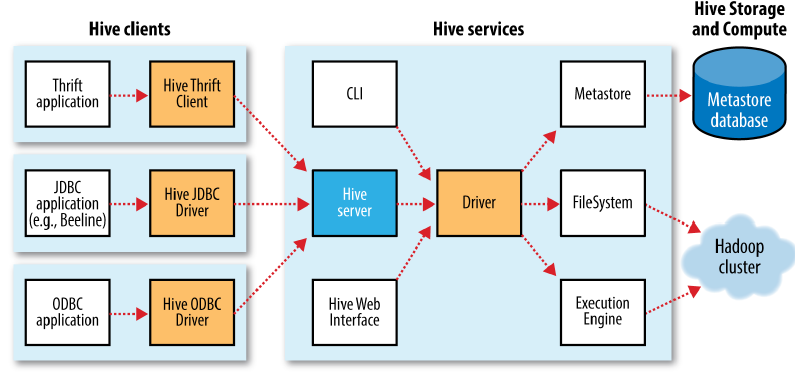 Hive clients
Thrift
application
Hive Thrift
Client
JDBC
application
(e.g., Beeline)
Hive JDBC
Driver
ODBC
application
Hive ODBC
Driver
Hive services
CLI
Hive
server
Hive Web
Interface
Driver
Metastore
FileSystem
Execution
Engine
Hive Storage
and Compute
Metastore
database
Hadoop
cluster